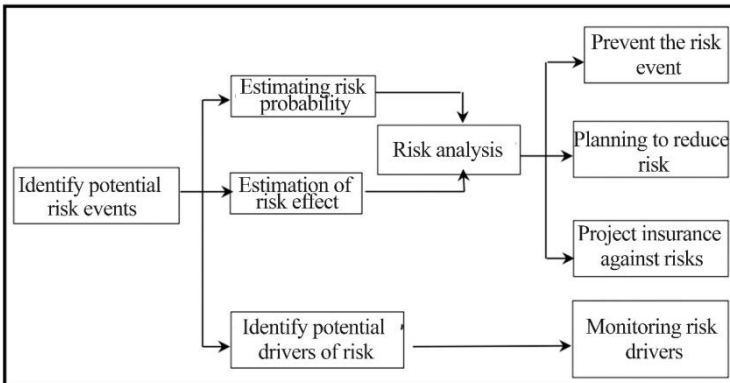 Identify potential
risk events
Estimating risk
probability
Estimation of
risk effect
Identify potential
drivers of risk
Risk analysis
Prevent the risk
event
Planning to reduce
risk
Project insurance
against risks
Monitoring risk
drivers